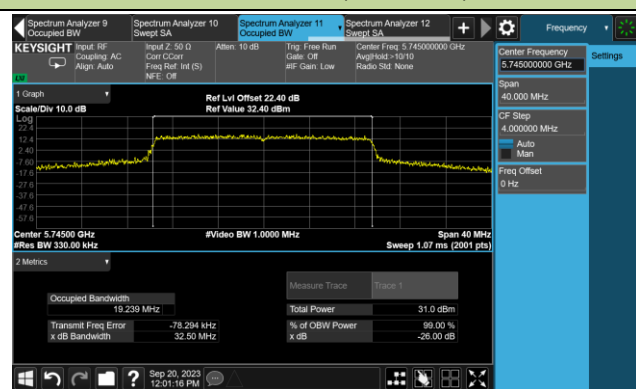 Spectrum Analyzer 9
Occupied BW
Spectrum Analyzer 10
Swept SA
Spectrum Analyzer 11
Occupied BW
Spectrum Analyzer 12
Swept SA
Frequency
KEYSIGHT
Input: RF
Coupling: AC
Align: Auto
Input Z: 50 Ω
Corr CCorr
Freq Ref: Int (S)
NFE: Off
Atten: 10 dB
Trig: Free Run
Gate: Off
#IF Gain: Low
Center Freq: 5.745000000 GHz
Avg|Hold:>10/10
Radio Std: None
LXI
Center Frequency
5.745000000 GHz
Settings
Span
40.000 MHz
CF Step
4.000000 MHz
Auto
Man
Freq Offset
0 Hz
1 Graph
Scale/Div 10.0 dB
Ref Lvl Offset 22.40 dB
Ref Value 32.40 dBm
Log
22.4
12.4
2.40
-7.60
-17.6
-27.6
-37.6
-47.6
-57.6
Center 5.74500 GHz
#Res BW 330.00 kHz
#Video BW 1.0000 MHz
Span 40 MHz
Sweep 1.07 ms (2001 pts)
2 Metrics
Measure Trace
Trace 1
Occupied Bandwidth
19.239 MHz
Total Power
31.0 dBm
Transmit Freq Error
-78.294 kHz
% of OBW Power
99.00 %
x dB Bandwidth
32.50 MHz
x dB
-26.00 dB
Sep 20, 2023
12:01:16 PM